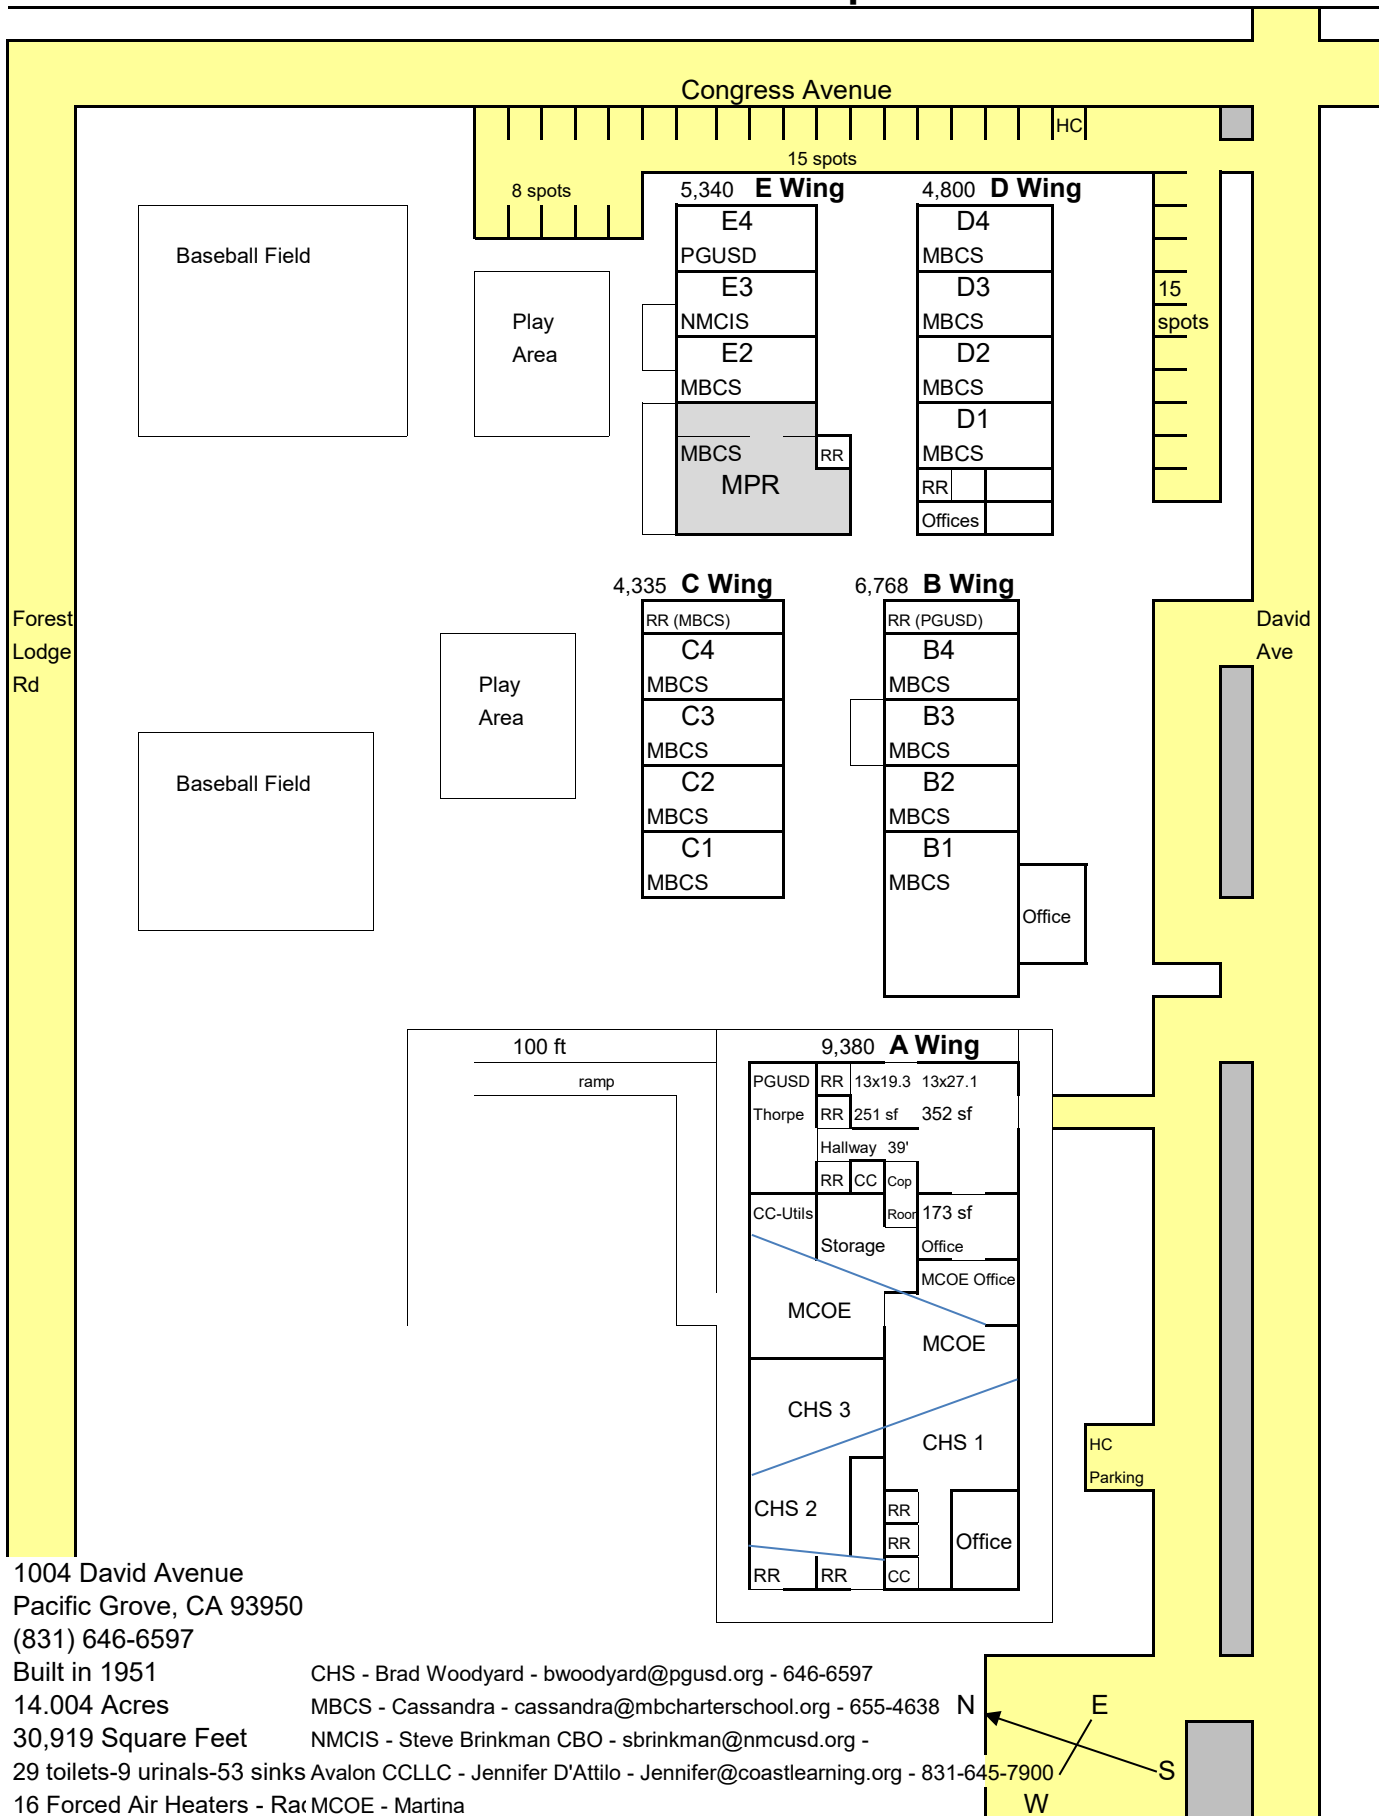 Congress Avenue
HC
15 spots
8 spots
5,340 E Wing
4,800 D Wing
E4
PGUSD
E3
NMCIS
E2
MBCS
MBCS
RR
MPR
D4
MBCS
D3
MBCS
D2
MBCS
D1
MBCS
RR
Offices
15
spots
Baseball Field
Play
Area
Forest
Lodge
Rd
David
Ave
4,335 C Wing
6,768 B Wing
RR (MBCS)
C4
MBCS
C3
MBCS
C2
MBCS
C1
MBCS
RR (PGUSD)
B4
MBCS
B3
MBCS
B2
MBCS
B1
MBCS
Office
Play
Area
Baseball Field
100 ft
ramp
9,380 A Wing
PGUSD RR 13x19.3 13x27.1
Thorpe RR 251 sf 352 sf
Hallway 39'
RR CC Cop
CC-Utils Roor 173 sf
Storage Office
MCOE Office
MCOE
MCOE
CHS 3
CHS 1
HC
Parking
CHS 2
RR
RR
Office
RR RR CC
1004 David Avenue
Pacific Grove, CA 93950
(831) 646-6597
Built in 1951
14.004 Acres
30,919 Square Feet
29 toilets-9 urinals-53 sinks
16 Forced Air Heaters - Rad
CHS - Brad Woodyard - bwoodyard@pgusd.org - 646-6597
MBCS - Cassandra - cassandra@mbcharterschool.org - 655-4638
NMCIS - Steve Brinkman CBO - sbrinkman@nmcusd.org -
Avalon CCLLC - Jennifer D'Attilo - Jennifer@coastlearning.org - 831-645-7900
MCOE - Martina
N
E
S
W